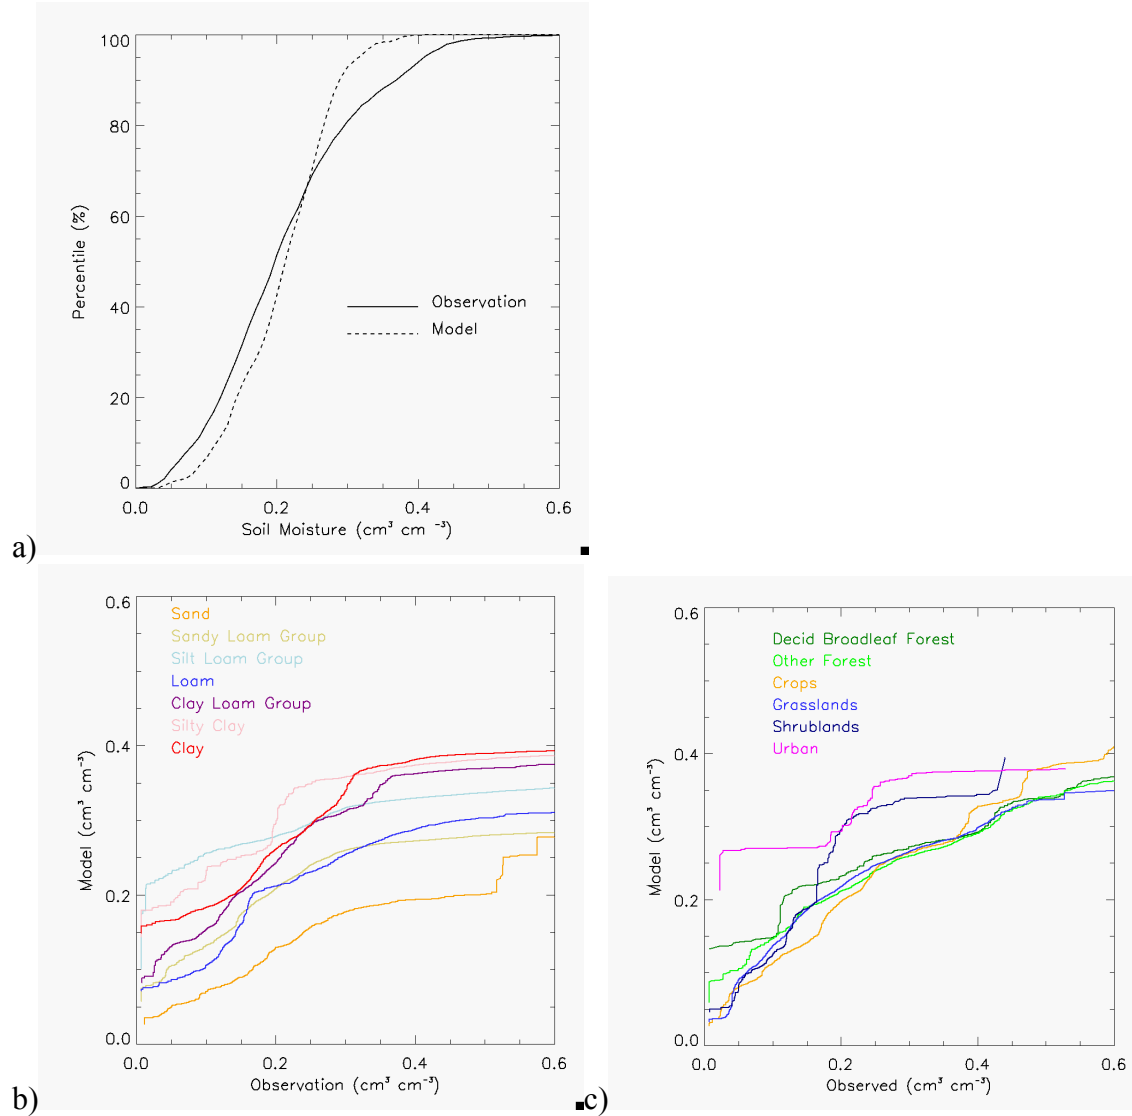 100
80
60
40
20
0
Percentile (%)
Observation
Model
0.0 0.2 0.4 0.6
Soil Moisture (cm³ cm ⁻³)
a)
0.6
0.4
0.2
0.0
Model (cm³ cm⁻³)
Sand
Sandy Loam Group
Silt Loam Group
Loam
Clay Loam Group
Silty Clay
Clay
0.0 0.2 0.4 0.6
Observation (cm³ cm⁻³)
b)
0.6
0.4
0.2
0.0
Model (cm³ cm⁻³)
Decid Broadleaf Forest
Other Forest
Crops
Grasslands
Shrublands
Urban
0.0 0.2 0.4 0.6
Observed (cm³ cm⁻³)
c)